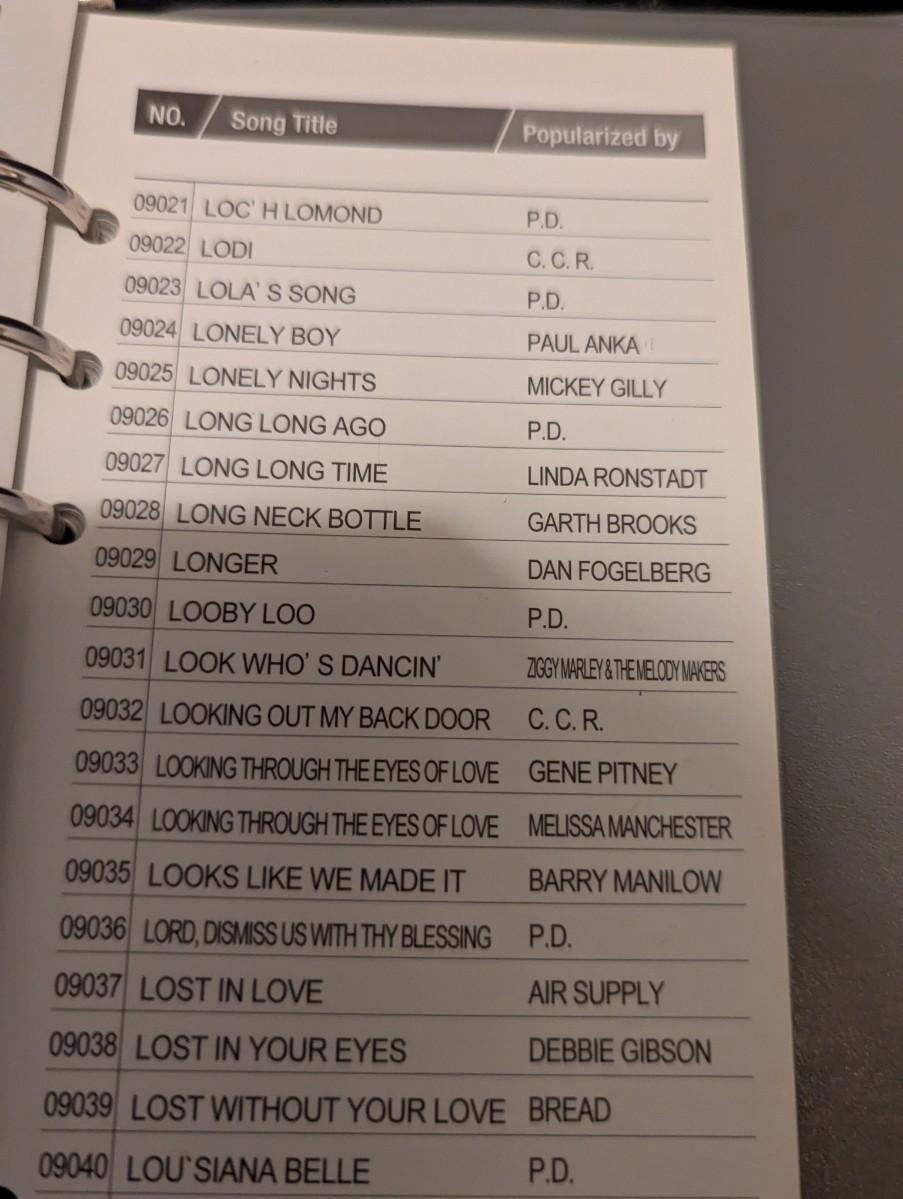 NO. Song Title Popularized by
09021 LOC' H LOMOND P.D.
09022 LODI C. C. R.
09023 LOLA' S SONG P.D.
09024 LONELY BOY PAUL ANKA
09025 LONELY NIGHTS MICKEY GILLY
09026 LONG LONG AGO P.D.
09027 LONG LONG TIME LINDA RONSTADT
09028 LONG NECK BOTTLE GARTH BROOKS
09029 LONGER DAN FOGELBERG
09030 LOOBY LOO P.D.
09031 LOOK WHO' S DANCIN' ZIGGY MARLEY & THE MELODY MAKERS
09032 LOOKING OUT MY BACK DOOR C. C. R.
09033 LOOKING THROUGH THE EYES OF LOVE GENE PITNEY
09034 LOOKING THROUGH THE EYES OF LOVE MELISSA MANCHESTER
09035 LOOKS LIKE WE MADE IT BARRY MANILOW
09036 LORD, DISMISS US WITH THY BLESSING P.D.
09037 LOST IN LOVE AIR SUPPLY
09038 LOST IN YOUR EYES DEBBIE GIBSON
09039 LOST WITHOUT YOUR LOVE BREAD
09040 LOU`SIANA BELLE P.D.